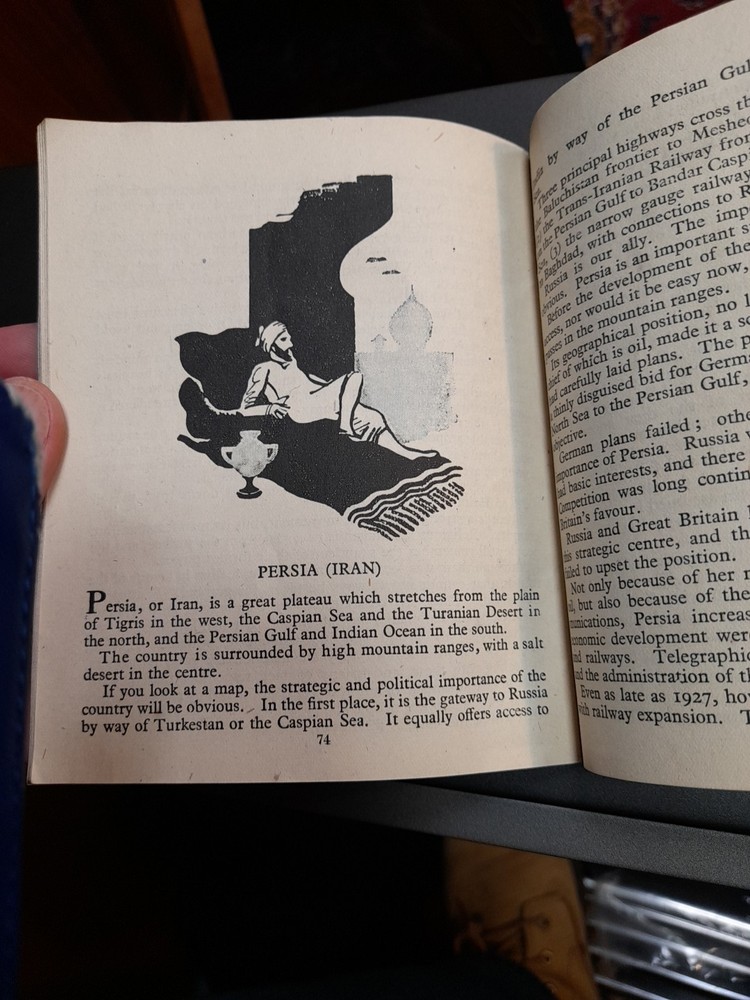 PERSIA (IRAN)
Persia, or Iran, is a great plateau which stretches from the plain
of Tigris in the west, the Caspian Sea and the Turanian Desert in
the north, and the Persian Gulf and Indian Ocean in the south.
The country is surrounded by high mountain ranges, with a salt
desert in the centre.
If you look at a map, the strategic and political importance of the
country will be obvious. In the first place, it is the gateway to Russia
by way of Turkestan or the Caspian Sea. It equally offers access to
74
by way of the Persian Gul
Three principal highways cross th
Baluchistan frontier to Meshe
the Trans-Iranian Railway fro
the Persian Gulf to Bandar Casp
(3) the narrow gauge railway
Baghdad, with connections to R
Russia is our ally. The imp
Persia is an important s
Before the development of the
nor would it be easy now,
in the mountain ranges.
Its geographical position, no l
of which is oil, made it a so
carefully laid plans. The p
thinly disguised bid for Germ
North Sea to the Persian Gulf,
German plans failed; othe
importance of Persia. Russia
basic interests, and there
Competition was long contin
Britain's favour.
Russia and Great Britain
strategic centre, and th
to upset the position.
Not only because of her
but also because of the
Persia increas
development wer
railways. Telegraphic
and the administration of th
Even as late as 1927, ho
railway expansion. T